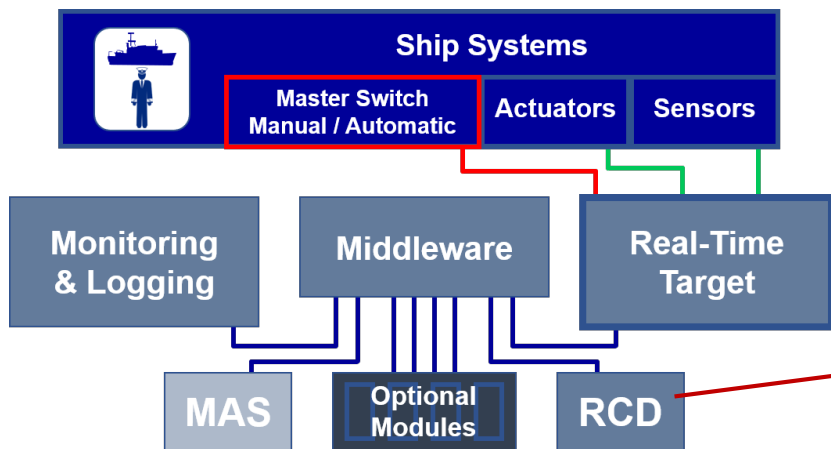 Ship Systems
Master Switch
Manual / Automatic
Actuators
Sensors
Monitoring
& Logging
Middleware
Real-Time
Target
MAS
Optional
Modules
RCD